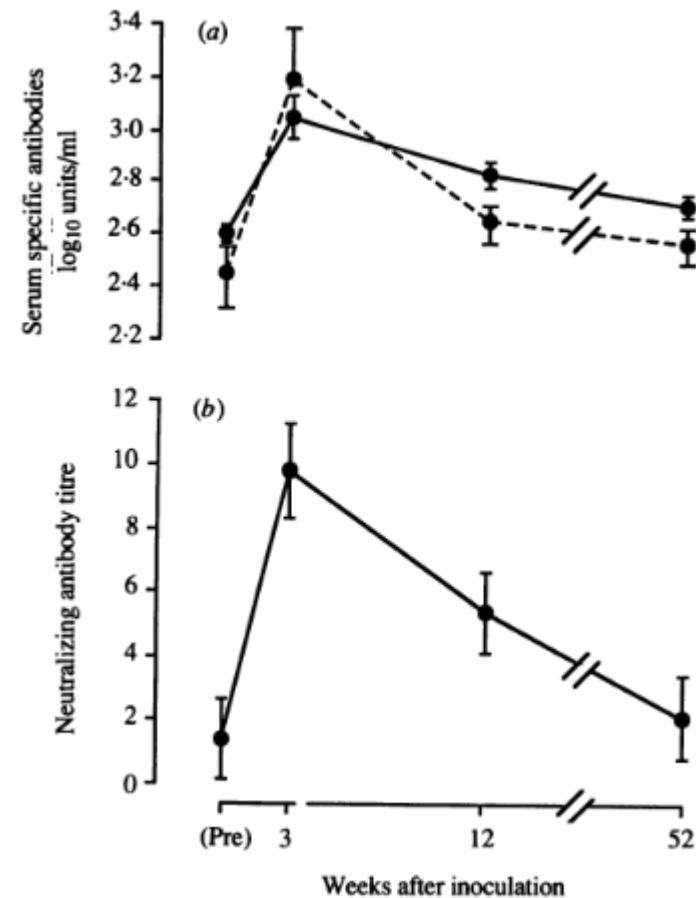 (a)
Serum specific antibodies
log10 units/ml
3·4
3·2
3·0
2·8
2·6
2·4
2·2
(b)
Neutralizing antibody titre
12
10
8
6
4
2
0
(Pre) 3 12 52
Weeks after inoculation